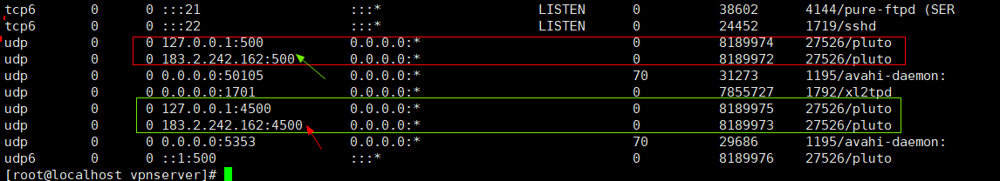 tcp6 0 0 :::21 :::* LISTEN 0 38602 4144/pure-ftpd (SER
tcp6 0 0 :::22 :::* LISTEN 0 24452 1719/sshd
udp 0 0 127.0.0.1:500 0.0.0.0:* 0 8189974 27526/pluto
udp 0 0 183.2.242.162:500 0.0.0.0:* 0 8189972 27526/pluto
udp 0 0 0.0.0.0:50105 0.0.0.0:* 70 31273 1195/avahi-daemon:
udp 0 0 0.0.0.0:1701 0.0.0.0:* 0 7855727 1792/xl2tpd
udp 0 0 127.0.0.1:4500 0.0.0.0:* 0 8189975 27526/pluto
udp 0 0 183.2.242.162:4500 0.0.0.0:* 0 8189973 27526/pluto
udp 0 0 0.0.0.0:5353 0.0.0.0:* 70 29686 1195/avahi-daemon:
udp6 0 0 ::1:500 :::* 0 8189976 27526/pluto
[root@localhost vpnserver]#